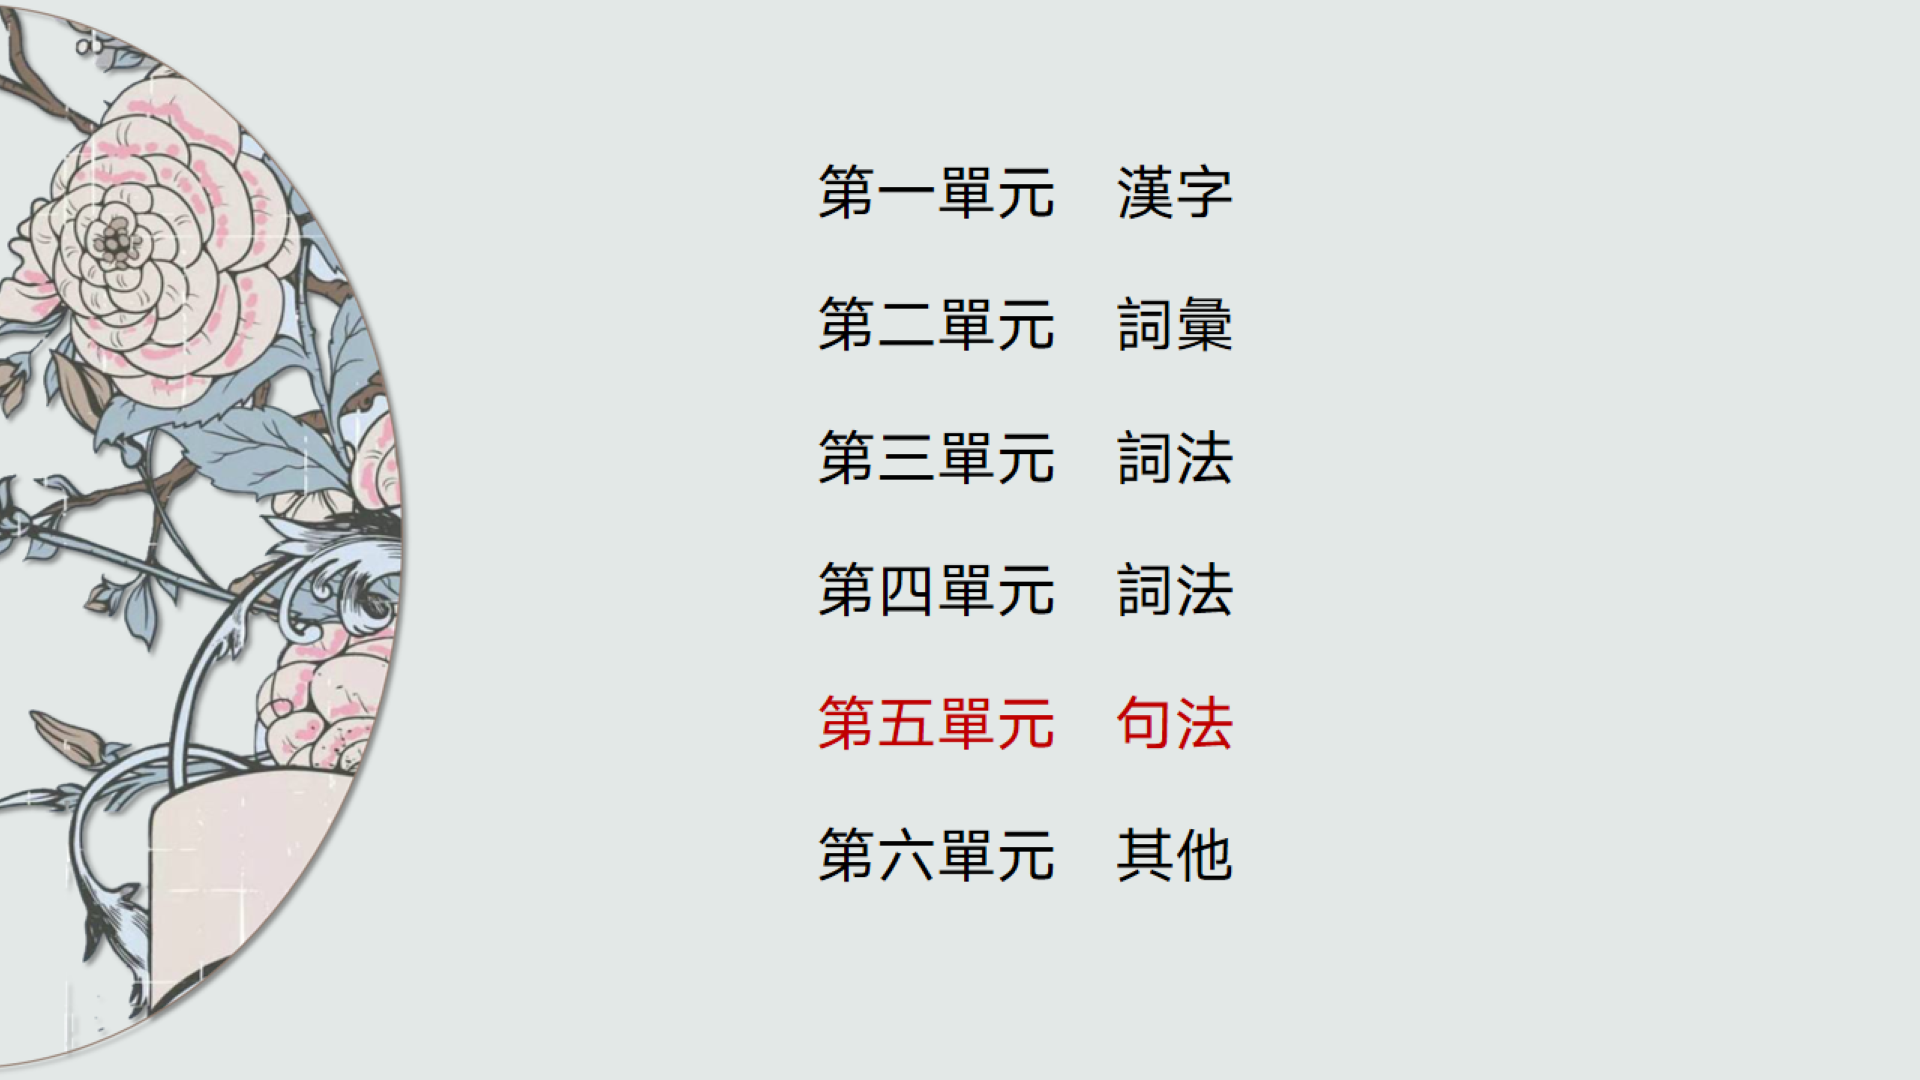 第一單元　漢字
第二單元　詞彙
第三單元　詞法
第四單元　詞法
第五單元　句法
第六單元　其他